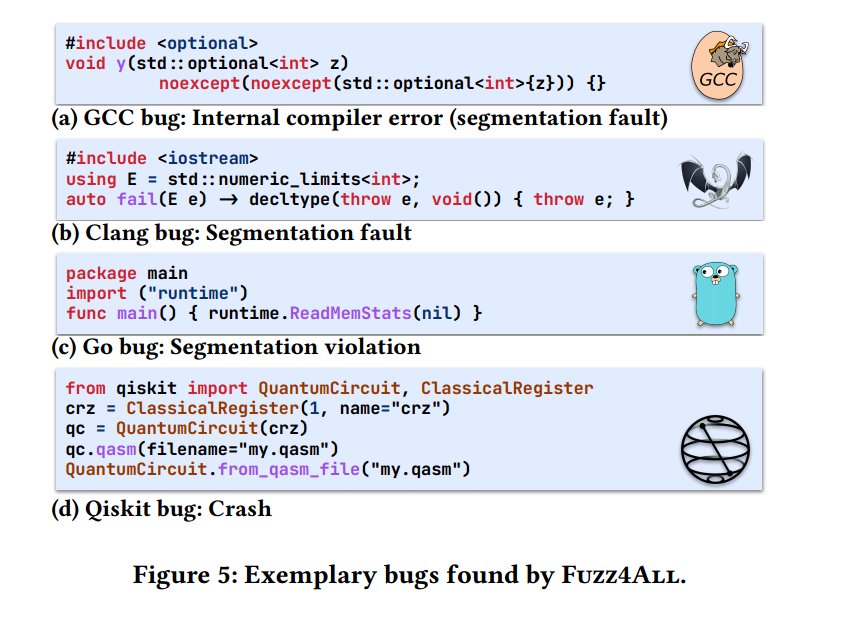 #include <optional>
void y(std::optional<int> z)
noexcept(noexcept(std::optional<int>{z})) {}
GCC
(a) GCC bug: Internal compiler error (segmentation fault)
#include <iostream>
using E = std::numeric_limits<int>;
auto fail(E e) → decltype(throw e, void()) { throw e; }
(b) Clang bug: Segmentation fault
package main
import ("runtime")
func main() { runtime.ReadMemStats(nil) }
(c) Go bug: Segmentation violation
from qiskit import QuantumCircuit, ClassicalRegister
crz = ClassicalRegister(1, name="crz")
qc = QuantumCircuit(crz)
qc.qasm(filename="my.qasm")
QuantumCircuit.from_qasm_file("my.qasm")
(d) Qiskit bug: Crash
Figure 5: Exemplary bugs found by Fuzz4All.